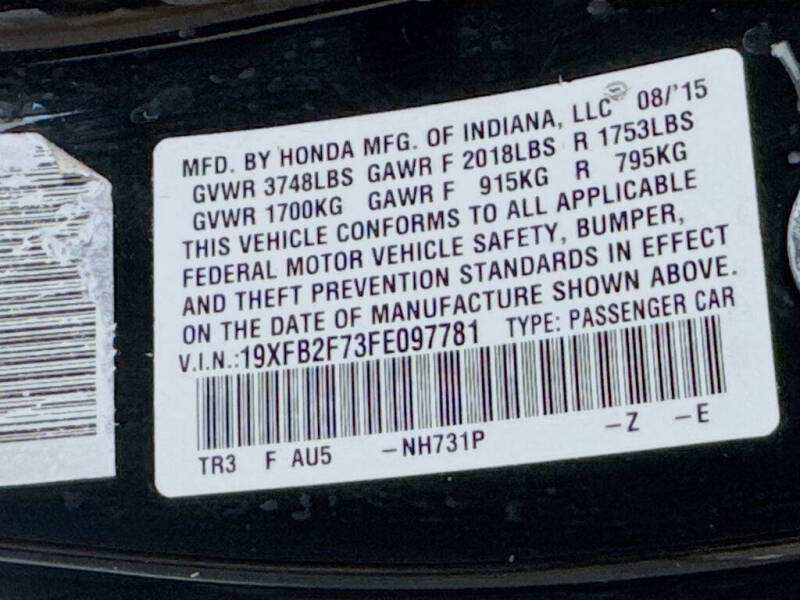 MFD. BY HONDA MFG. OF INDIANA, LLC 08/'15
GVWR 3748LBS GAWR F 2018LBS R 1753LBS
GVWR 1700KG GAWR F 915KG R 795KG
THIS VEHICLE CONFORMS TO ALL APPLICABLE
FEDERAL MOTOR VEHICLE SAFETY, BUMPER,
AND THEFT PREVENTION STANDARDS IN EFFECT
ON THE DATE OF MANUFACTURE SHOWN ABOVE.
V.I.N.:19XFB2F73FE097781 TYPE: PASSENGER CAR
TR3 F AU5 -NH731P -Z -E